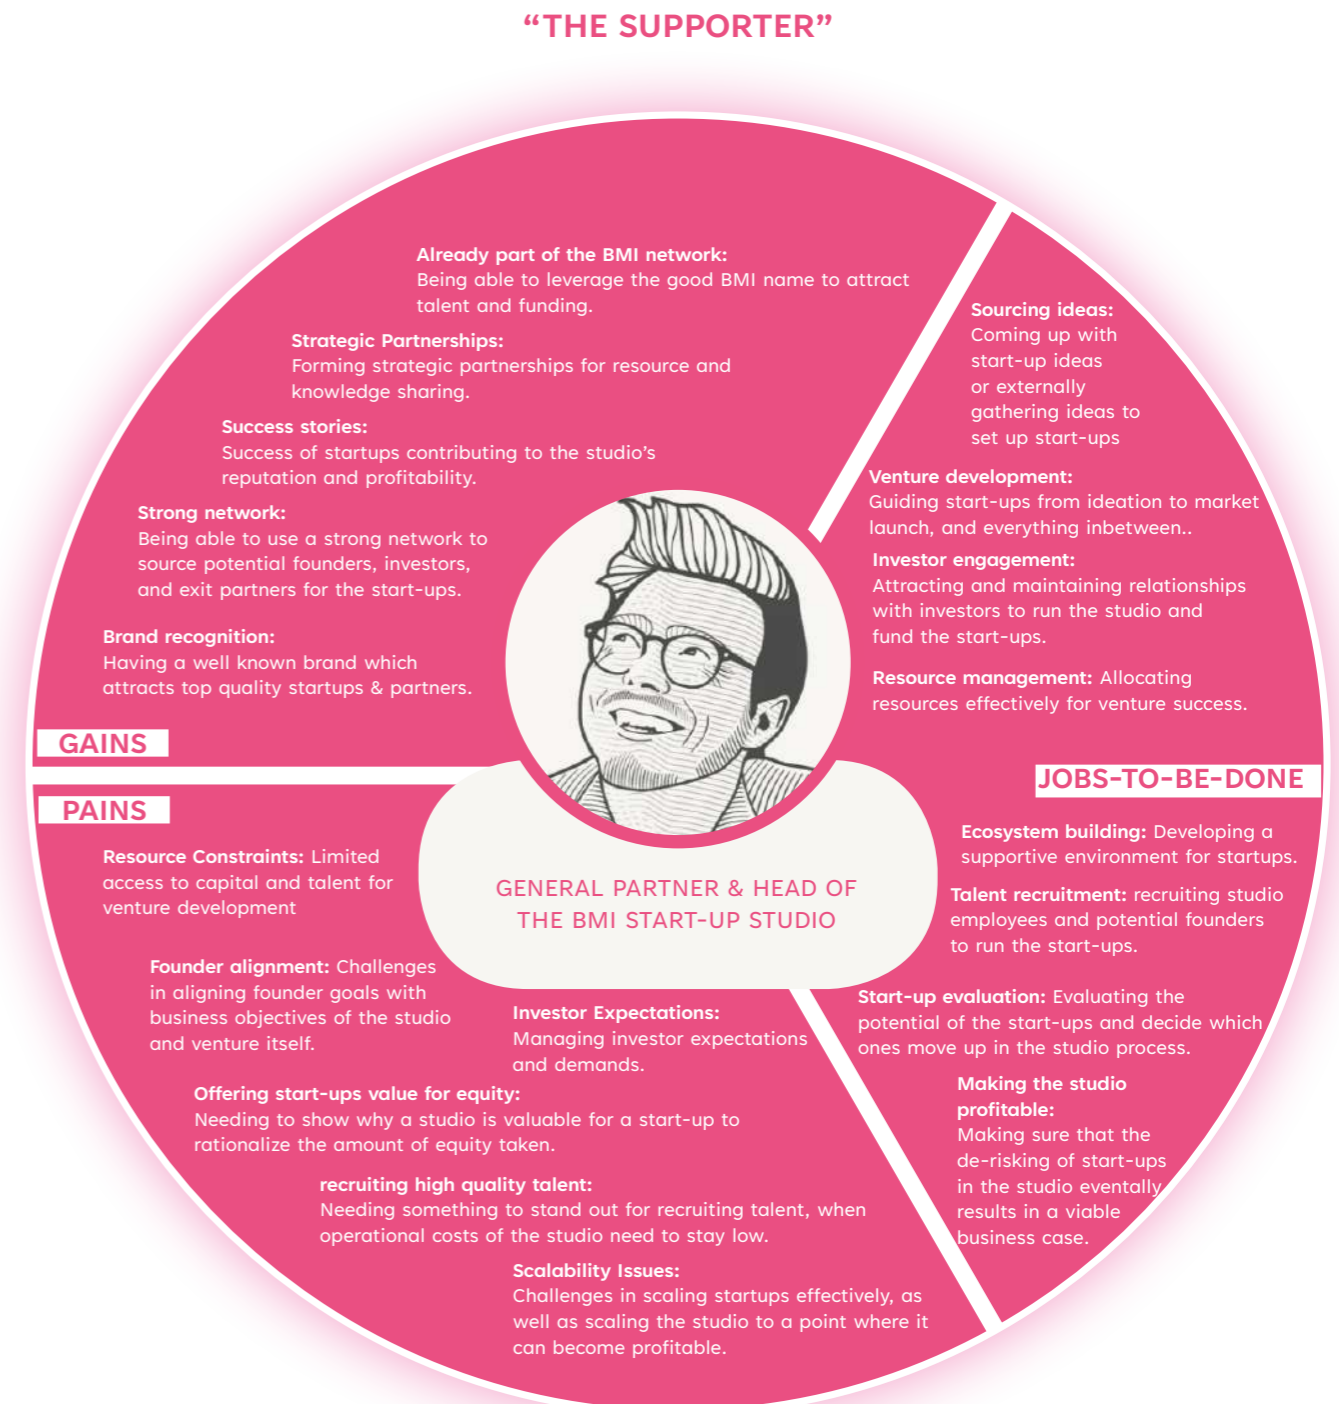 “THE SUPPORTER”
Already part of the BMI network:
Being able to leverage the good BMI name to attract
talent and funding.
Strategic Partnerships:
Forming strategic partnerships for resource and
knowledge sharing.
Success stories:
Success of startups contributing to the studio’s
reputation and profitability.
Strong network:
Being able to use a strong network to
source potential founders, investors,
and exit partners for the start-ups.
Brand recognition:
Having a well known brand which
attracts top quality startups & partners.
GAINS
PAINS
Resource Constraints: Limited
access to capital and talent for
venture development
Founder alignment: Challenges
in aligning founder goals with
business objectives of the studio
and venture itself.
Investor Expectations:
Managing investor expectations
and demands.
Offering start-ups value for equity:
Needing to show why a studio is valuable for a start-up to
rationalize the amount of equity taken.
recruiting high quality talent:
Needing something to stand out for recruiting talent, when
operational costs of the studio need to stay low.
Scalability Issues:
Challenges in scaling startups effectively, as
well as scaling the studio to a point where it
can become profitable.
GENERAL PARTNER & HEAD OF
THE BMI START-UP STUDIO
Sourcing ideas:
Coming up with
start-up ideas
or externally
gathering ideas to
set up start-ups
Venture development:
Guiding start-ups from ideation to market
launch, and everything inbetween..
Investor engagement:
Attracting and maintaining relationships
with investors to run the studio and
fund the start-ups.
Resource management: Allocating
resources effectively for venture success.
JOBS-TO-BE-DONE
Ecosystem building: Developing a
supportive environment for startups.
Talent recruitment: recruiting studio
employees and potential founders
to run the start-ups.
Start-up evaluation: Evaluating the
potential of the start-ups and decide which
ones move up in the studio process.
Making the studio
profitable:
Making sure that the
de-risking of start-ups
in the studio eventally
results in a viable
business case.